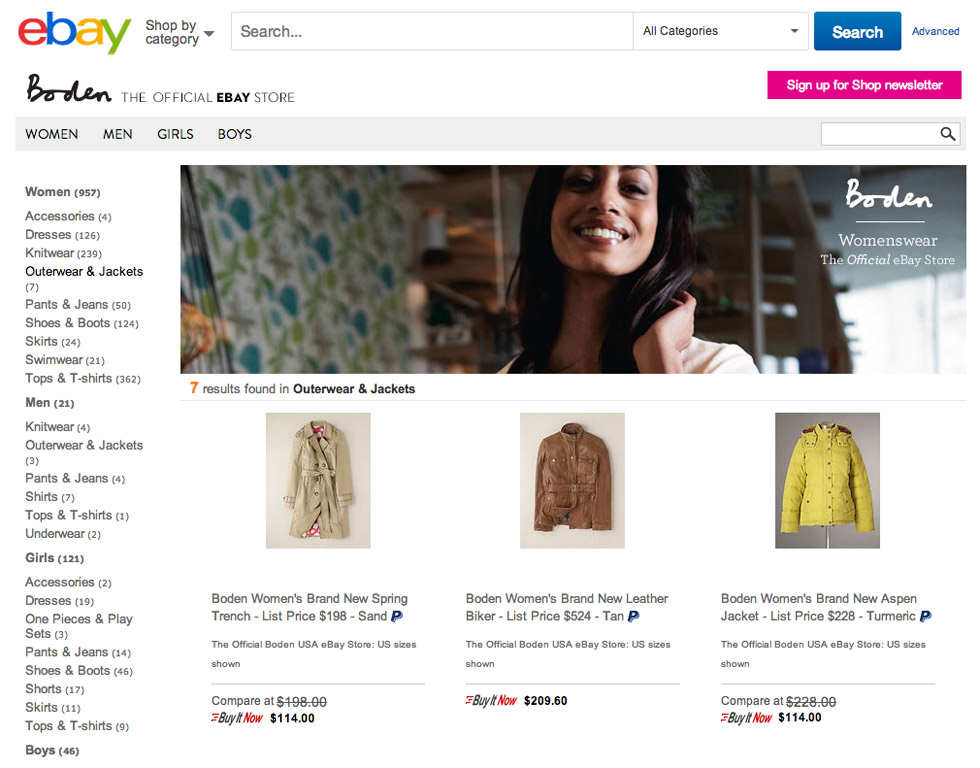 ebay
Shop by
category
Search...
All Categories
Search
Advanced
Boden THE OFFICIAL EBAY STORE
Sign up for Shop newsletter
WOMEN MEN GIRLS BOYS
Women (957)
Accessories (4)
Dresses (126)
Knitwear (239)
Outerwear & Jackets
(7)
Pants & Jeans (50)
Shoes & Boots (124)
Skirts (24)
Swimwear (21)
Tops & T-shirts (362)
Men (21)
Knitwear (4)
Outerwear & Jackets
(3)
Pants & Jeans (4)
Shirts (7)
Tops & T-shirts (1)
Underwear (2)
Girls (121)
Accessories (2)
Dresses (19)
One Pieces & Play
Sets (3)
Pants & Jeans (14)
Shoes & Boots (46)
Shorts (17)
Skirts (11)
Tops & T-shirts (9)
Boys (46)
Boden
Womenswear
The Official eBay Store
7 results found in Outerwear & Jackets
Boden Women's Brand New Spring
Trench - List Price $198 - Sand P
The Official Boden USA eBay Store: US sizes
shown
Compare at $198.00
Buy It Now $114.00
Boden Women's Brand New Leather
Biker - List Price $524 - Tan P
The Official Boden USA eBay Store: US sizes
shown
Buy It Now $209.60
Boden Women's Brand New Aspen
Jacket - List Price $228 - Turmeric P
The Official Boden USA eBay Store: US sizes
shown
Compare at $228.00
Buy It Now $114.00